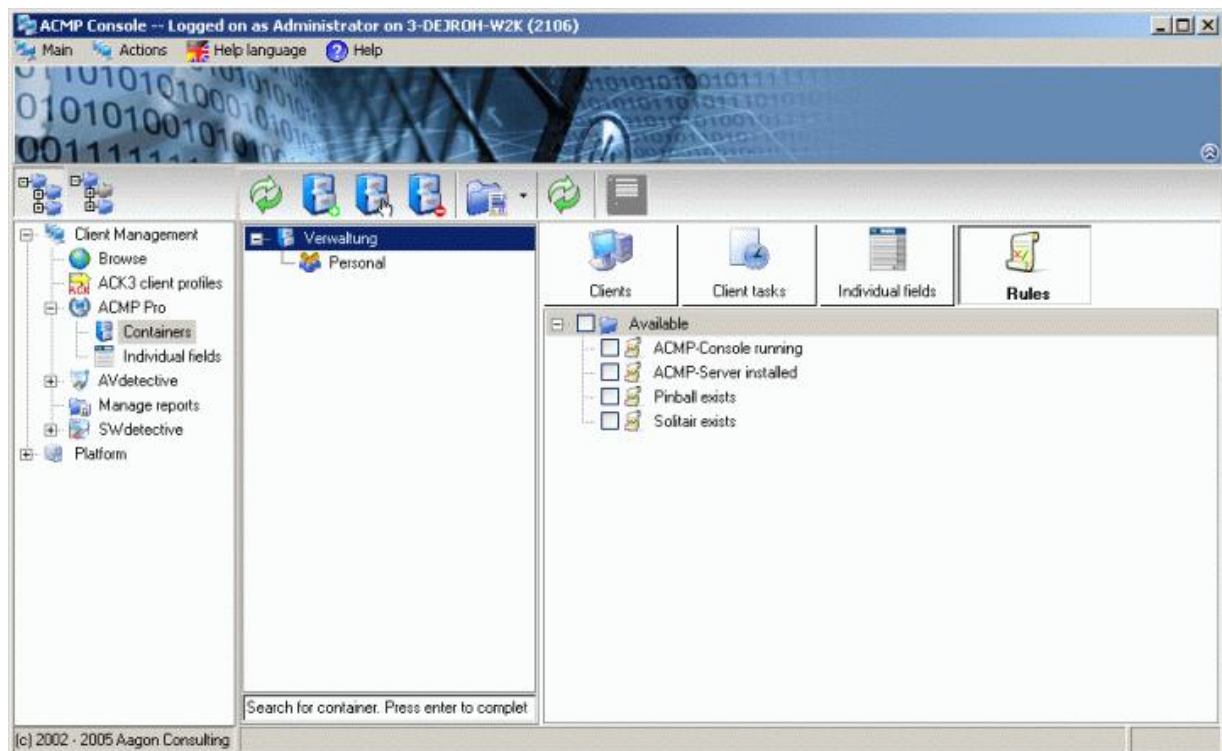 ACMP Console -- Logged on as Administrator on 3-DEJROH-W2K (2106)
Main Actions Help language Help
Client Management
Browse
ACK3 client profiles
ACMP Pro
Containers
Individual fields
AVdetective
Manage reports
SWdetective
Platform
Verwaltung
Personal
Search for container. Press enter to complet
Clients Client tasks Individual fields Rules
Available
ACMP-Console running
ACMP-Server installed
Pinball exists
Solitair exists
(c) 2002 - 2005 Aagon Consulting